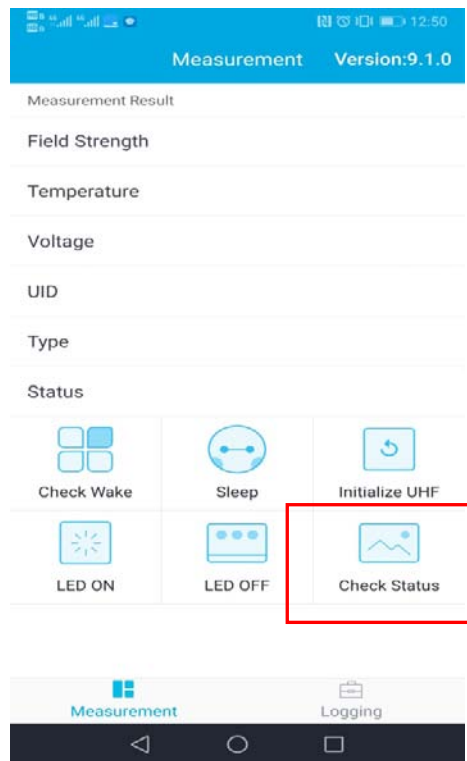 12:50
Measurement Version:9.1.0
Measurement Result
Field Strength
Temperature
Voltage
UID
Type
Status
Check Wake Sleep Initialize UHF
LED ON LED OFF Check Status
Measurement Logging